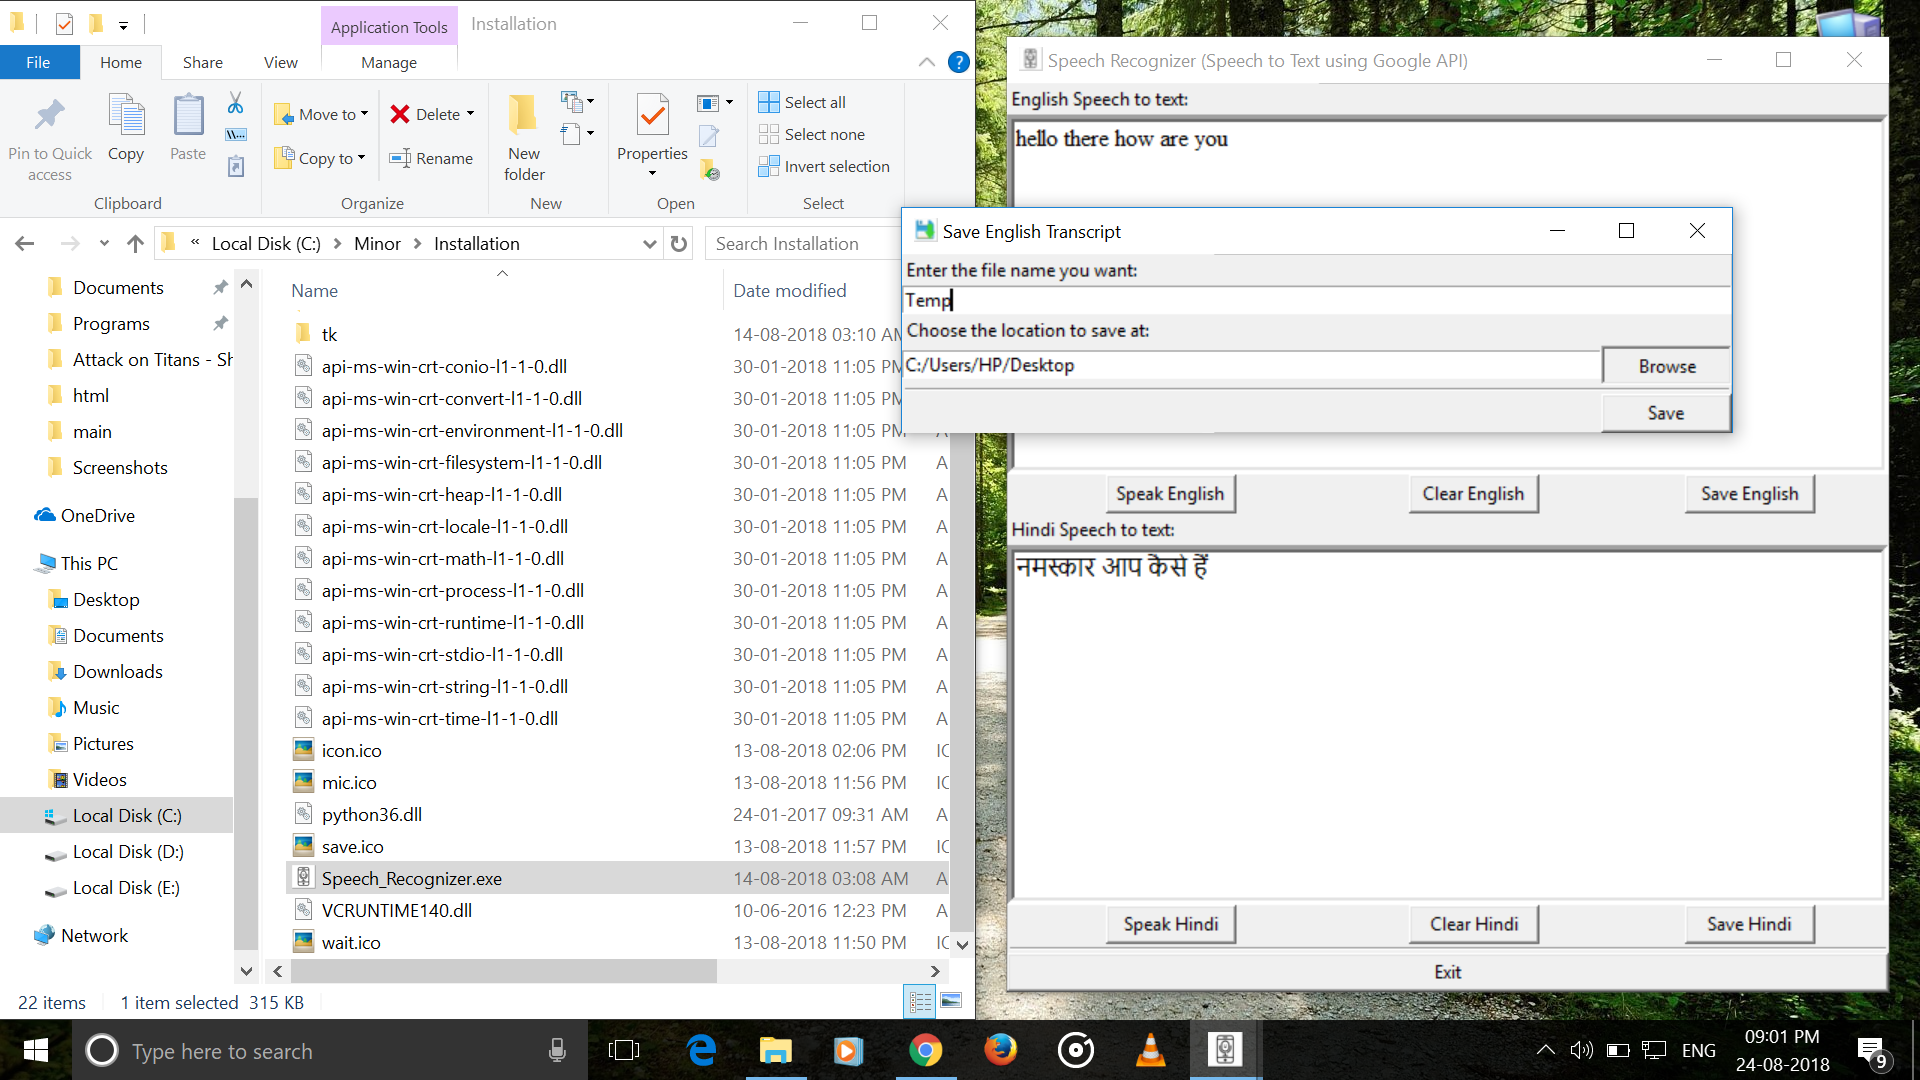 Application Tools
Installation
File
Home
Share
View
Manage
Pin to Quick access
Copy
Paste
Clipboard
Move to
Copy to
Delete
Rename
Organize
New folder
New
Properties
Open
Select all
Select none
Invert selection
Select
« Local Disk (C:) > Minor > Installation
Search Installation
Documents
Programs
Attack on Titans - Sh
html
main
Screenshots
OneDrive
This PC
Desktop
Documents
Downloads
Music
Pictures
Videos
Local Disk (C:)
Local Disk (D:)
Local Disk (E:)
Network
Name Date modified
tk 14-08-2018 03:10 AM
api-ms-win-crt-conio-l1-1-0.dll 30-01-2018 11:05 PM
api-ms-win-crt-convert-l1-1-0.dll 30-01-2018 11:05 PM
api-ms-win-crt-environment-l1-1-0.dll 30-01-2018 11:05 PM
api-ms-win-crt-filesystem-l1-1-0.dll 30-01-2018 11:05 PM A
api-ms-win-crt-heap-l1-1-0.dll 30-01-2018 11:05 PM A
api-ms-win-crt-locale-l1-1-0.dll 30-01-2018 11:05 PM A
api-ms-win-crt-math-l1-1-0.dll 30-01-2018 11:05 PM A
api-ms-win-crt-process-l1-1-0.dll 30-01-2018 11:05 PM A
api-ms-win-crt-runtime-l1-1-0.dll 30-01-2018 11:05 PM A
api-ms-win-crt-stdio-l1-1-0.dll 30-01-2018 11:05 PM A
api-ms-win-crt-string-l1-1-0.dll 30-01-2018 11:05 PM A
api-ms-win-crt-time-l1-1-0.dll 30-01-2018 11:05 PM A
icon.ico 13-08-2018 02:06 PM IC
mic.ico 13-08-2018 11:56 PM IC
python36.dll 24-01-2017 09:31 AM A
save.ico 13-08-2018 11:57 PM IC
Speech_Recognizer.exe 14-08-2018 03:08 AM A
VCRUNTIME140.dll 10-06-2016 12:23 PM A
wait.ico 13-08-2018 11:50 PM IC
22 items 1 item selected 315 KB
Speech Recognizer (Speech to Text using Google API)
English Speech to text:
hello there how are you
Save English Transcript
Enter the file name you want:
Temp
Choose the location to save at:
C:/Users/HP/Desktop
Browse
Save
Speak English
Clear English
Save English
Hindi Speech to text:
नमस्कार आप कैसे हैं
Speak Hindi
Clear Hindi
Save Hindi
Exit
Type here to search
ENG
09:01 PM
24-08-2018
9